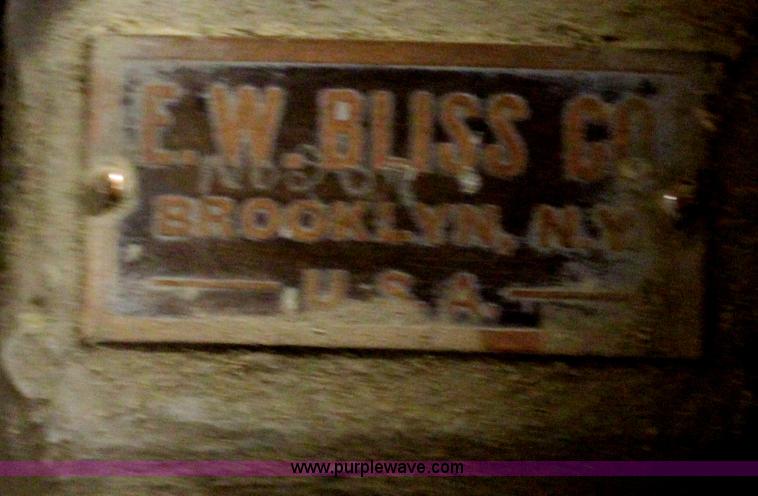 E.W. BLISS CO
BROOKLYN, N.Y.
U.S.A.
www.purplewave.com